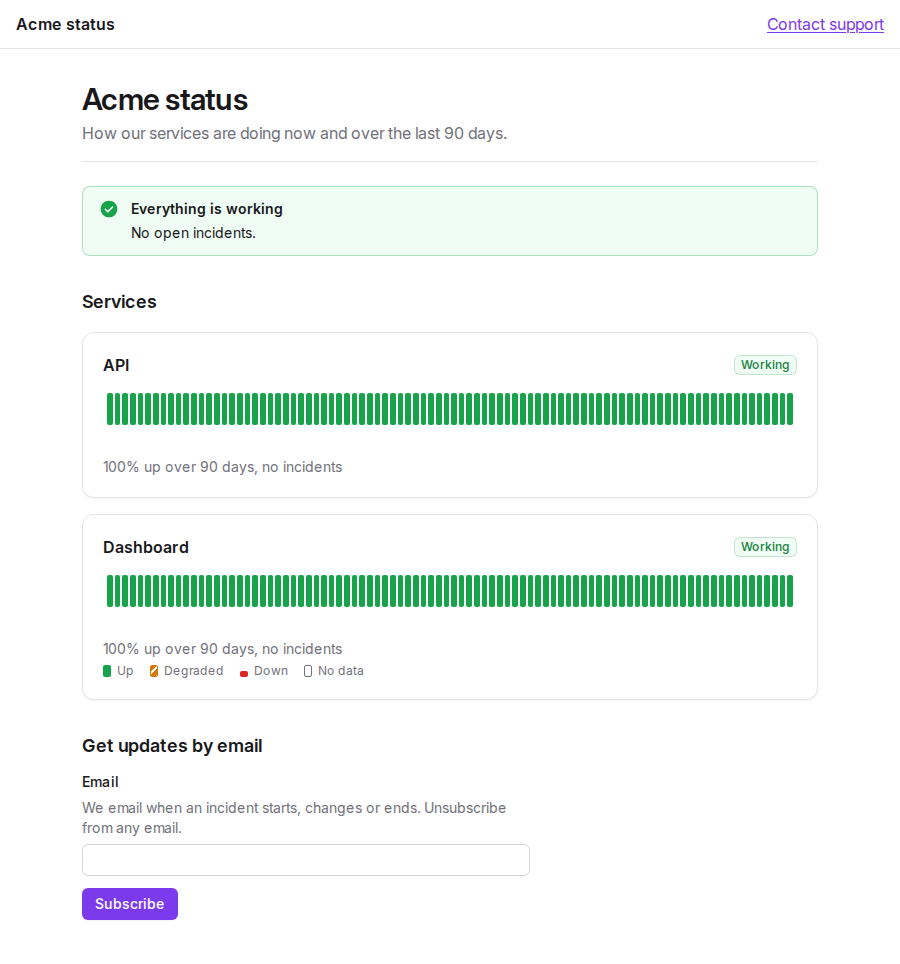 Acme status
Contact support
Acme status
How our services are doing now and over the last 90 days.
Everything is working
No open incidents.
Services
API
Working
100% up over 90 days, no incidents
Dashboard
Working
100% up over 90 days, no incidents
Up
Degraded
Down
No data
Get updates by email
Email
We email when an incident starts, changes or ends. Unsubscribe
from any email.
Subscribe